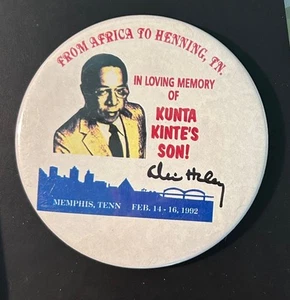 FROM AFRICA TO HENNING, TN.
IN LOVING MEMORY
OF
KUNTA
KINTE'S
SON!
Alex Haley
MEMPHIS, TENN FEB. 14-16, 1992